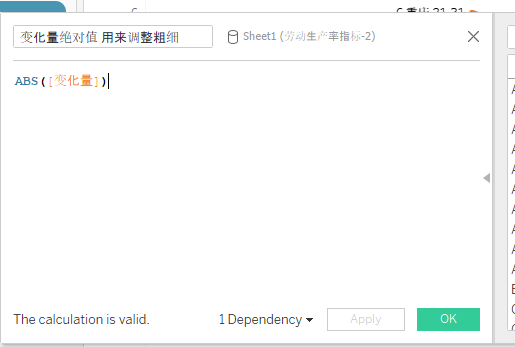 变化量绝对值 用来调整粗细
Sheet1 (劳动生产率指标-2)
ABS([变化量])
The calculation is valid.
1 Dependency
Apply
OK